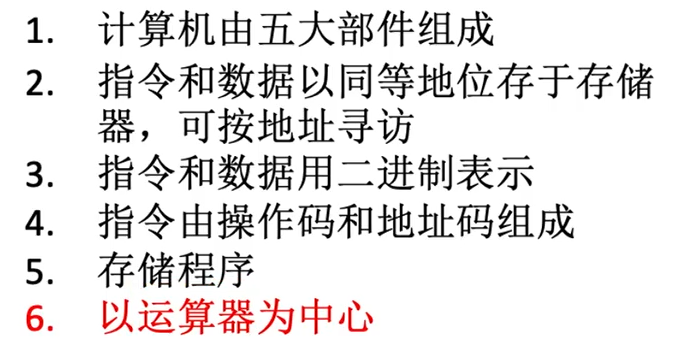 1. 计算机由五大部件组成
2. 指令和数据以同等地位存于存储
器，可按地址寻访
3. 指令和数据用二进制表示
4. 指令由操作码和地址码组成
5. 存储程序
6. 以运算器为中心